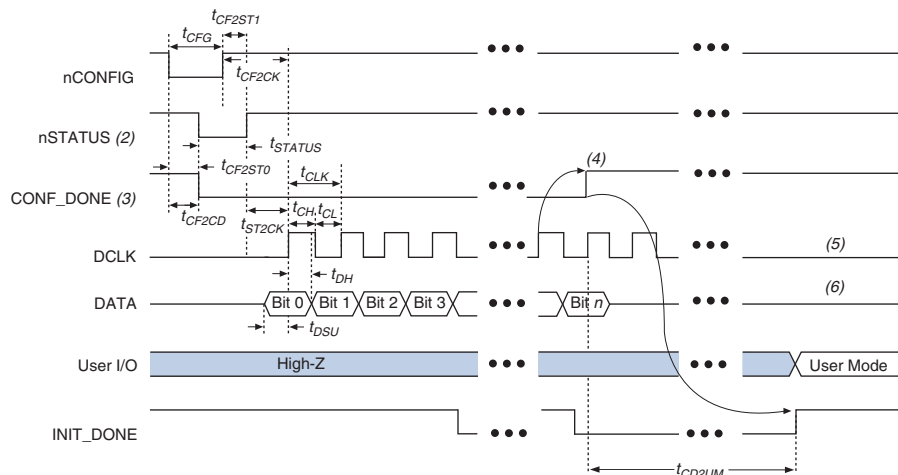 tCF2ST1
tCFG
nCONFIG
tCF2CK
nSTATUS (2)
tSTATUS
tCF2ST0
(4)
tCLK
CONF_DONE (3)
tCF2CD
tST2CK
tCH
tCL
DCLK
(5)
tDH
DATA
Bit 0
Bit 1
Bit 2
Bit 3
Bit n
(6)
tDSU
User I/O
High-Z
User Mode
INIT_DONE
tCD2UM